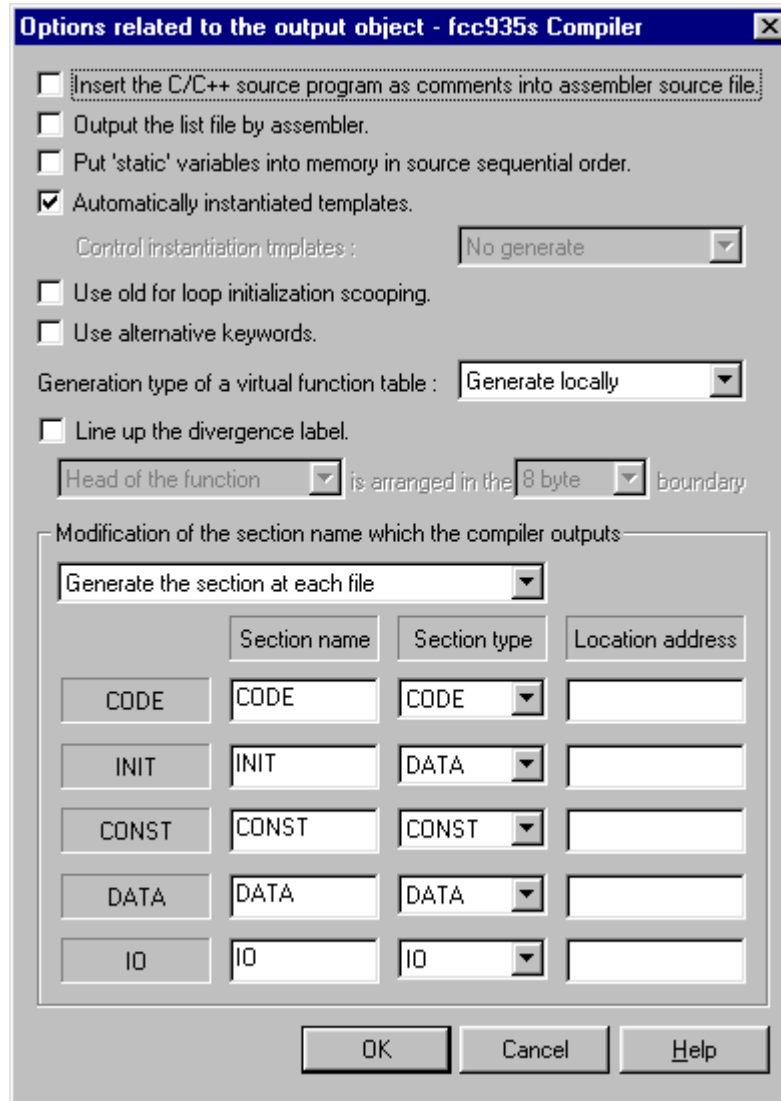 Options related to the output object - fcc935s Compiler
Insert the C/C++ source program as comments into assembler source file.
Output the list file by assembler.
Put 'static' variables into memory in source sequential order.
Automatically instantiated templates.
Control instantiation tmplates : No generate
Use old for loop initialization scooping.
Use alternative keywords.
Generation type of a virtual function table : Generate locally
Line up the divergence label.
Head of the function is arranged in the 8 byte boundary
Modification of the section name which the compiler outputs
Generate the section at each file
Section name Section type Location address
CODE CODE CODE
INIT INIT DATA
CONST CONST CONST
DATA DATA DATA
IO IO IO
OK Cancel Help